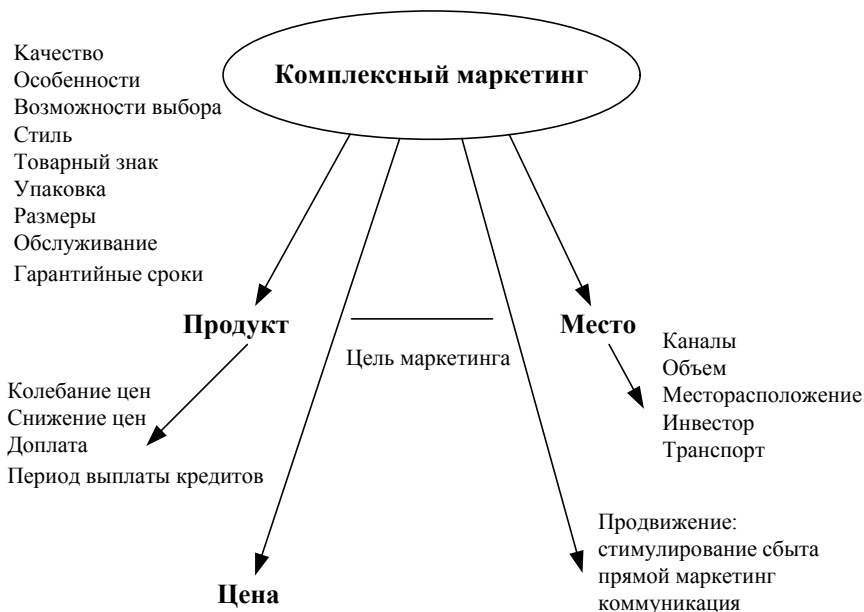 Качество
Особенности
Возможности выбора
Стиль
Товарный знак
Упаковка
Размеры
Обслуживание
Гарантийные сроки
Комплексный маркетинг
Продукт
Место
Цель маркетинга
Колебание цен
Снижение цен
Доплата
Период выплаты кредитов
Каналы
Объем
Месторасположение
Инвестор
Транспорт
Цена
Продвижение:
стимулирование сбыта
прямой маркетинг
коммуникация